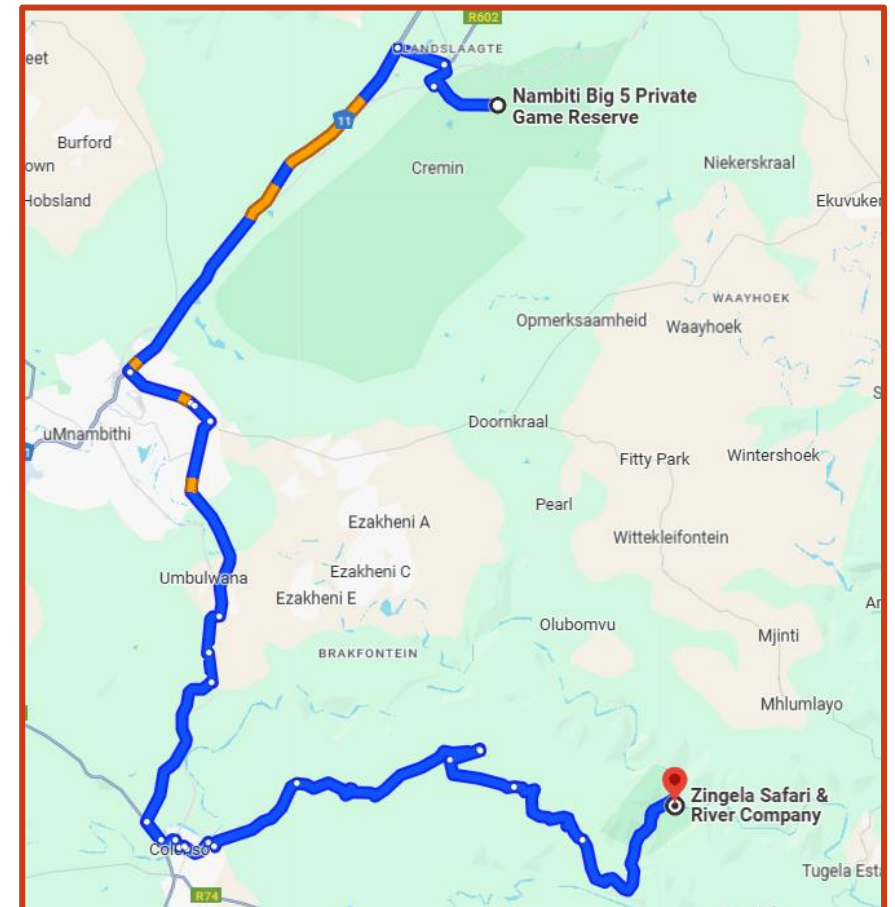 R602
LANDSLAAGTE
eet
Nambiti Big 5 Private
Game Reserve
11
Burford
own
Cremin
Niekerskraal
Hobsland
Ekuvuker
WAAYHOEK
Opmerksaamheid
Waayhoek
Doornkraal
uMnambithi
Fitty Park
Wintershoek
Pearl
Ezakheni A
Wittekleifontein
Ezakheni C
Umbulwana
Ezakheni E
Olubomvu
Mjinti
BRAKFONTEIN
Mhlumlayo
Zingela Safari &
River Company
Tugela Esta
R74